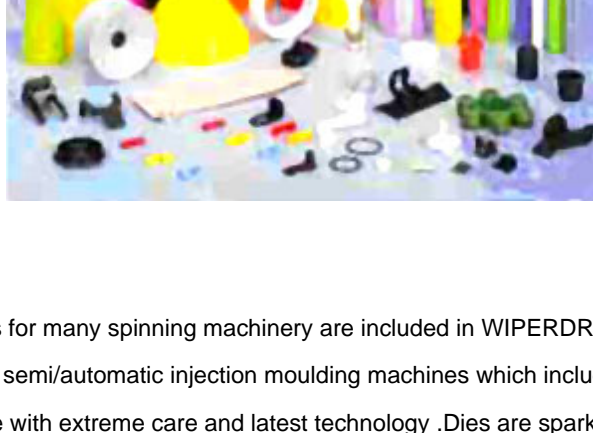 s for many spinning machinery are included in WIPERDR
semi/automatic injection moulding machines which inclu
e with extreme care and latest technology .Dies are spark